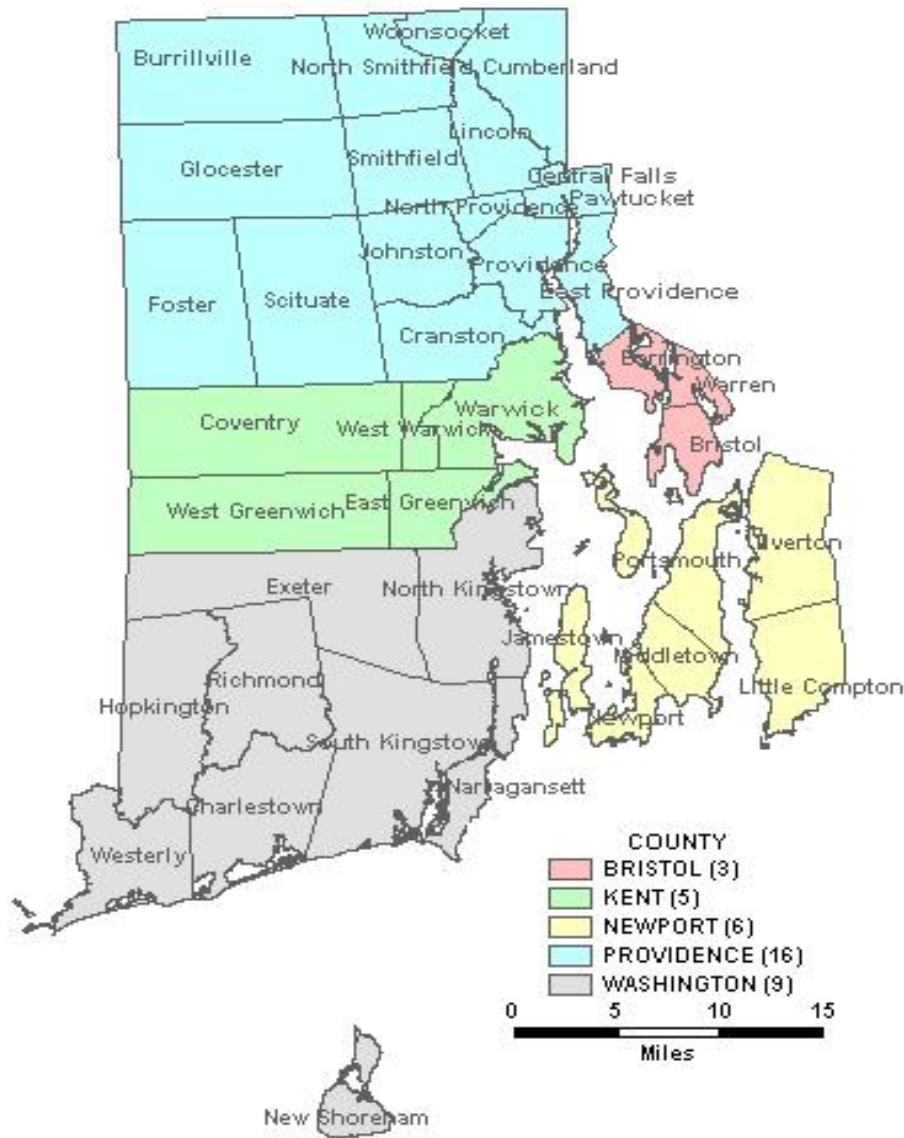 Woonsocket
Burrillville
North Smithfield Cumberland
Lincoln
Smithfield
Glocester
Central Falls
Pawtucket
North Providence
Johnston
Providence
East Providence
Foster
Scituate
Cranston
Barrington
Warren
Warwick
Coventry
West Warwick
Bristol
West Greenwich
East Greenwich
Tiverton
Portsmouth
Exeter
North Kingstown
Jamestown
Middletown
Richmond
Little Compton
Hopkington
Newport
South Kingstown
Narragansett
Charlestown
Westerly
COUNTY
BRISTOL (3)
KENT (5)
NEWPORT (6)
PROVIDENCE (16)
WASHINGTON (9)
0 5 10 15
Miles
New Shoreham